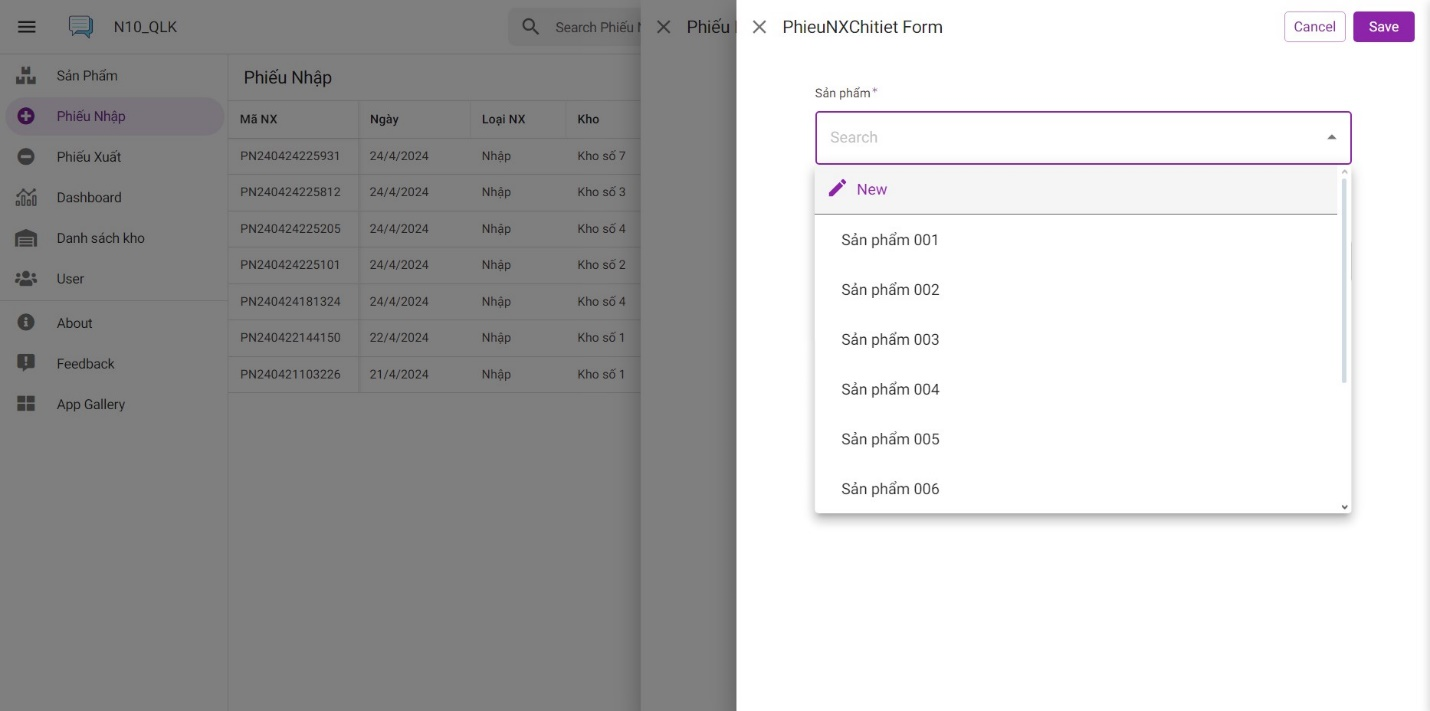 N10_QLK
Search Phiếu
Phiếu
PhieuNXChitiet Form
Cancel
Save
Sản Phẩm
Phiếu Nhập
Phiếu Xuất
Dashboard
Danh sách kho
User
About
Feedback
App Gallery
Phiếu Nhập
Mã NX Ngày Loại NX Kho
PN240424225931 24/4/2024 Nhập Kho số 7
PN240424225812 24/4/2024 Nhập Kho số 3
PN240424225205 24/4/2024 Nhập Kho số 4
PN240424225101 24/4/2024 Nhập Kho số 2
PN240424181324 24/4/2024 Nhập Kho số 4
PN240422144150 22/4/2024 Nhập Kho số 1
PN240421103226 21/4/2024 Nhập Kho số 1
Sản phẩm*
Search
New
Sản phẩm 001
Sản phẩm 002
Sản phẩm 003
Sản phẩm 004
Sản phẩm 005
Sản phẩm 006